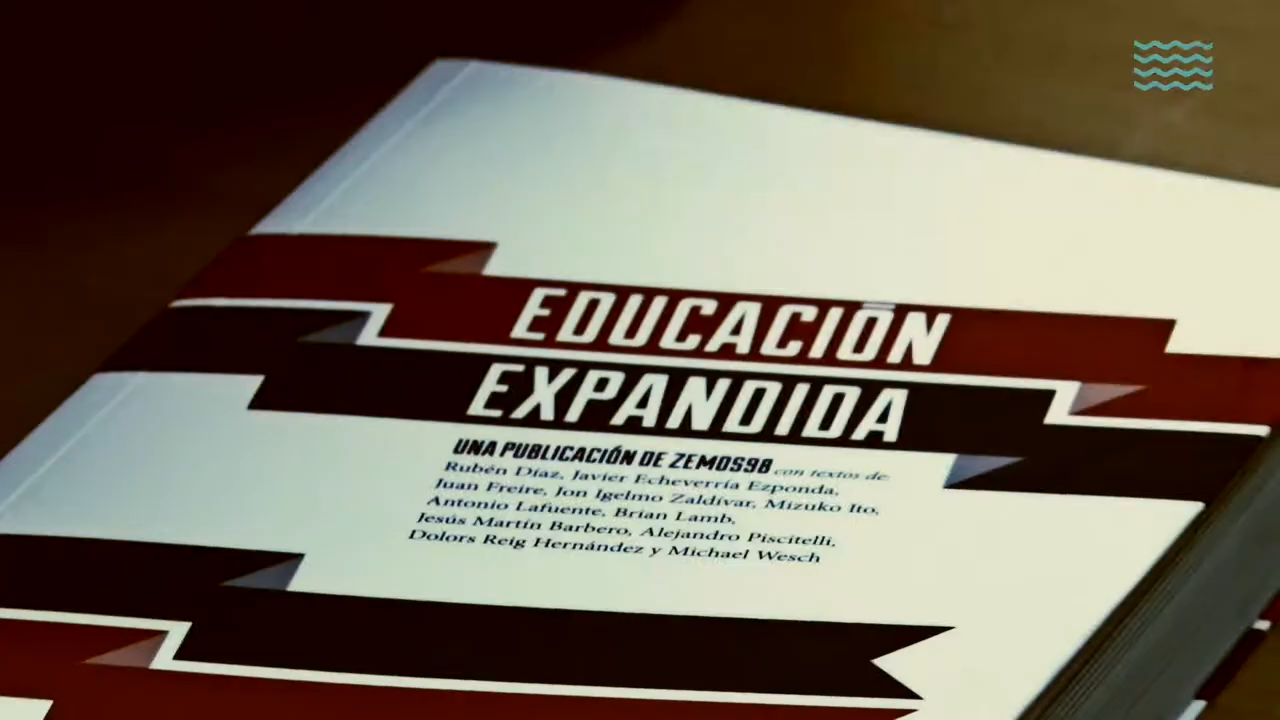 EDUCACIÓN
EXPANDIDA
UNA PUBLICACIÓN DE ZEMOS98 con textos de:
Rubén Díaz, Javier Echeverría Ezponda,
Juan Freire, Jon Igelmo Zaldívar, Mizuko Ito,
Antonio Lafuente, Brian Lamb,
Jesús Martín Barbero, Alejandro Piscitelli,
Dolors Reig Hernández y Michael Wesch